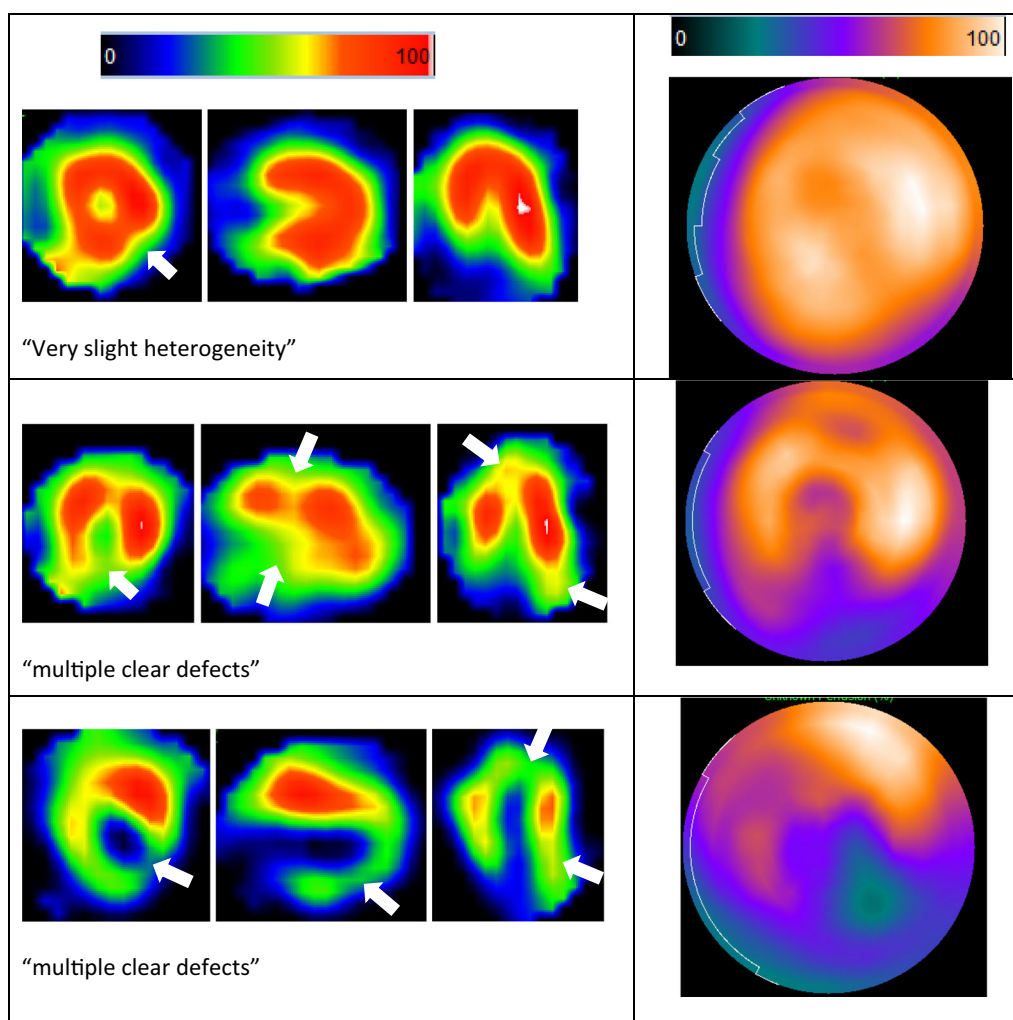 0 100
0 100
“Very slight heterogeneity”
“multiple clear defects”
“multiple clear defects”